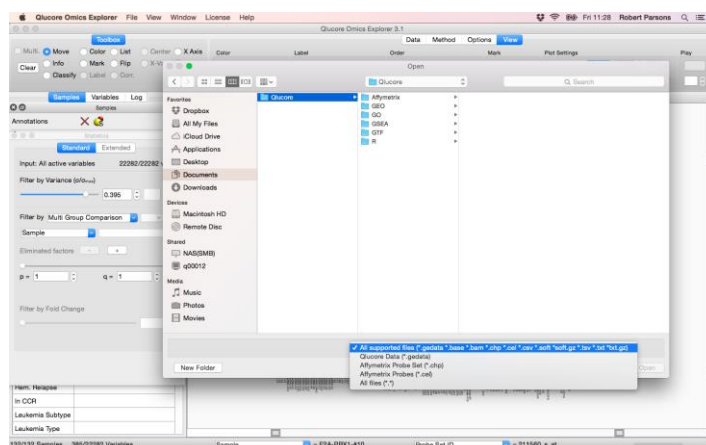 Qlucore Omics Explorer File View Window License Help Fri 11:28 Robert Parsons
Qlucore Omics Explorer 3.1
Toolbox Data Method Options View
Multi. Move Color List Center X Axis
Clear Info Mark Flip
Classify Label
Color Label Order Mark Plot Settings Play
Samples Variables Log
Samples
Annotations
Statistics
Standard Extended
Input: All active variables 22282/22282
Filter by Variance
0.395
Filter by Multi Group Comparison
Sample
Eliminated factors
p = 1 q = 1
Filter by Fold Change
Hem. Relapse
in CCR
Leukemia Subtype
Leukemia Type
132/132 Samples 386/22282 Variables
Open
Qlucore
Search
Favorites
Dropbox
All My Files
iCloud Drive
Applications
Desktop
Documents
Downloads
Devices
Macintosh HD
Remote Disc
Shared
NAS(SMB)
q00012
Media
Music
Photos
Movies
Qlucore
Affymetrix
GEO
GO
GSEA
GTF
R
All supported files (*.gedata *.base *.bam *.chp *.cel *.csv *.soft *soft.gz *.tsv *.txt *txt.gz)
Qlucore Data (*.gedata)
Affymetrix Probe Set (*.chp)
Affymetrix Probes (*.cel)
All files (*.*)
New Folder
Open
Sample = E2A-PBX1-410 Probe Set ID = 211560_s_at